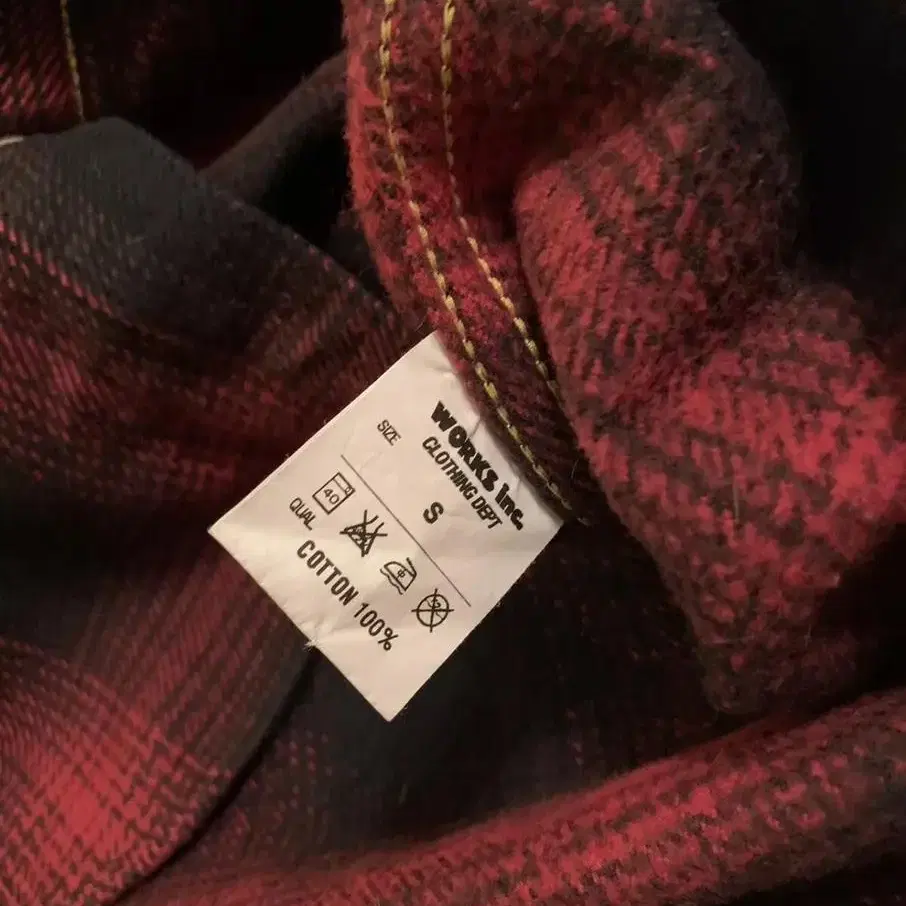 WORKS inc.
CLOTHING DEPT
SIZE S
40
QUAL
COTTON 100%